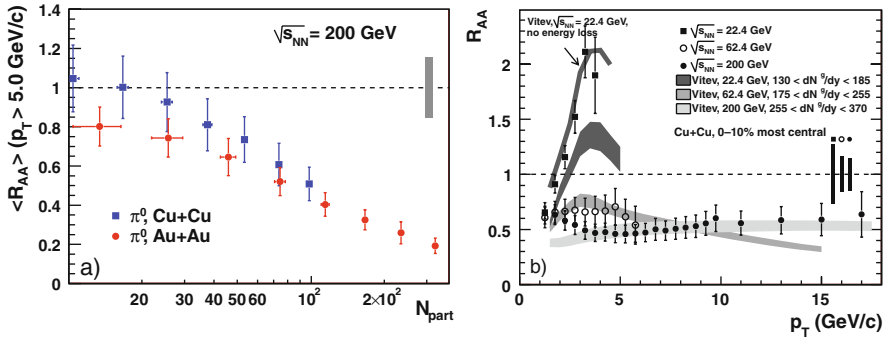 √s_NN = 200 GeV
<R_AA> (p_T > 5.0 GeV/c)
1.4
1.2
1
0.8
0.6
0.4
0.2
0
π⁰, Cu+Cu
π⁰, Au+Au
a)
20
30
40
50 60
10²
2×10²
N_part
R_AA
2.5
2
1.5
1
0.5
0
Vitev, √s_NN = 22.4 GeV,
no energy loss
√s_NN = 22.4 GeV
√s_NN = 62.4 GeV
√s_NN = 200 GeV
Vitev, 22.4 GeV, 130 < dN^g/dy < 185
Vitev, 62.4 GeV, 175 < dN^g/dy < 255
Vitev, 200 GeV, 255 < dN^g/dy < 370
Cu+Cu, 0–10% most central
b)
0
5
10
15
p_T (GeV/c)